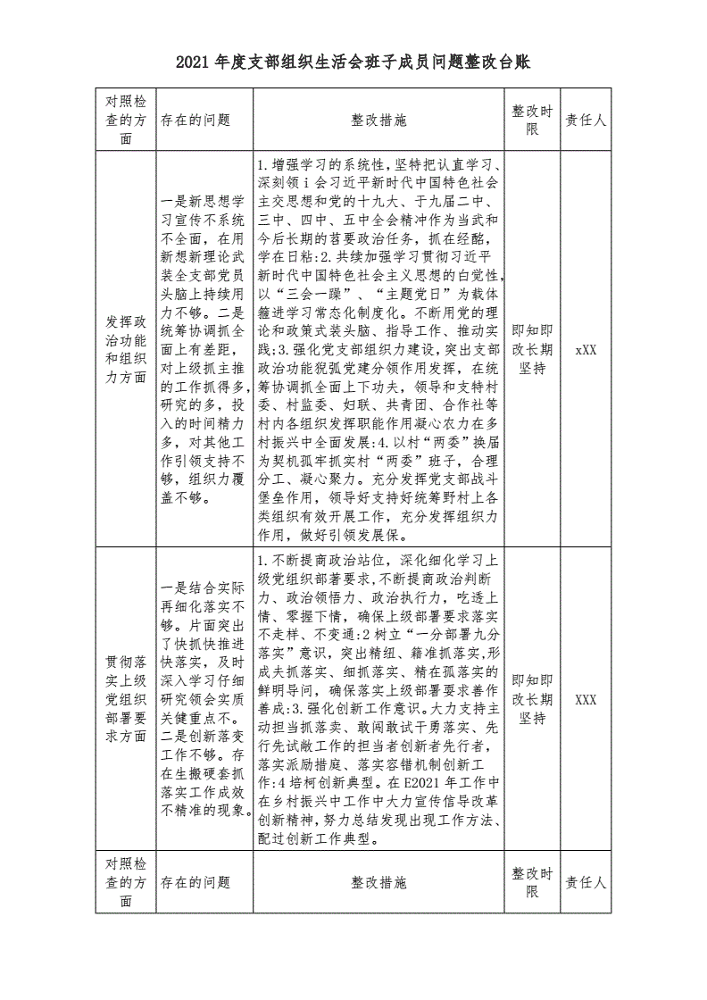 2021 年度支部组织生活会班子成员问题整改台账
对照检
查的方
面
存在的问题
整改措施
整改时
限
责任人
发挥政
治功能
和组织
力方面
一是新思想学
习宣传不系统
不全面，在用
新想新理论武
装全支部党员
头脑上持续用
力不够。二是
统筹协调抓全
面上有差距，
对上级抓主推
的工作抓得多，
研究的多，投
入的时间精力
多，对其他工
作引领支持不
够，组织力覆
盖不够。
1.增强学习的系统性，坚特把认直学习、
深刻领 i 会习近平新时代中国特色社会
主交思想和党的十九大、于九届二中、
三中、四中、五中全会精冲作为当武和
今后长期的苕要政治任务，抓在经酩，
学在日粘:2.共续加强学习贯彻习近平
新时代中国特色社会主义思想的白觉性，
以“三会一躁”、“主题党日”为载体
箍进学习常态化制度化。不断用党的理
论和政策式装头脑、指导工作、推动实
践:3.强化党支部组织力建设，突出支部
政治功能猊弧党建分领作用发挥，在统
筹协调抓全面上下功夫，领导和支特村
委、村监委、妇联、共青团、合作社等
村内各组织发挥职能作用凝心农力在多
村振兴中全面发展:4.以村“两委”换届
为契机孤牢抓实村“两委”班子，合理
分工、凝心聚力。充分发挥党支部战斗
堡垒作用，领导好支持好统筹野村上各
类组织有效开展工作，充分发挥组织力
作用，做好引领发展保。
即知即
改长期
坚持
xXX
贯彻落
实上级
党组织
部署要
求方面
一是结合实际
再细化落实不
够。片面突出
了快抓快推进
快落实，及时
深入学习仔细
研究领会实质
关健重点不。
二是创新落变
工作不够。存
在生搬硬套抓
落实工作成效
不精准的现象。
1.不断提商政治站位，深化细化学习上
级党组织部著要求,不断提商政治判断
力、政治领悟力、政治执行力，吃透上
情、零握下情，确保上级部署要求落实
不走样、不变通:2 树立“一分部署九分
落实”意识，突出精纽、籍准抓落实,形
成夫抓落实、细抓落实、精在孤落实的
鲜明导问，确保落实上级部署要求善作
善成:3.强化创新工作意识。大力支持主
动担当抓落卖、敢闯敢试干勇落实、先
行先试敝工作的担当者创新者先行者，
落实派励措庭、落实容错机制创新工
作:4 培柯创新典型。在 E2021 年工作中
在乡村振兴中工作中大力宣传信导改革
创新精神，努力总结发现出现工作方法、
配过创新工作典型。
即知即
改长期
坚持
XXX
对照检
查的方
面
存在的问题
整改措施
整改时
限
责任人